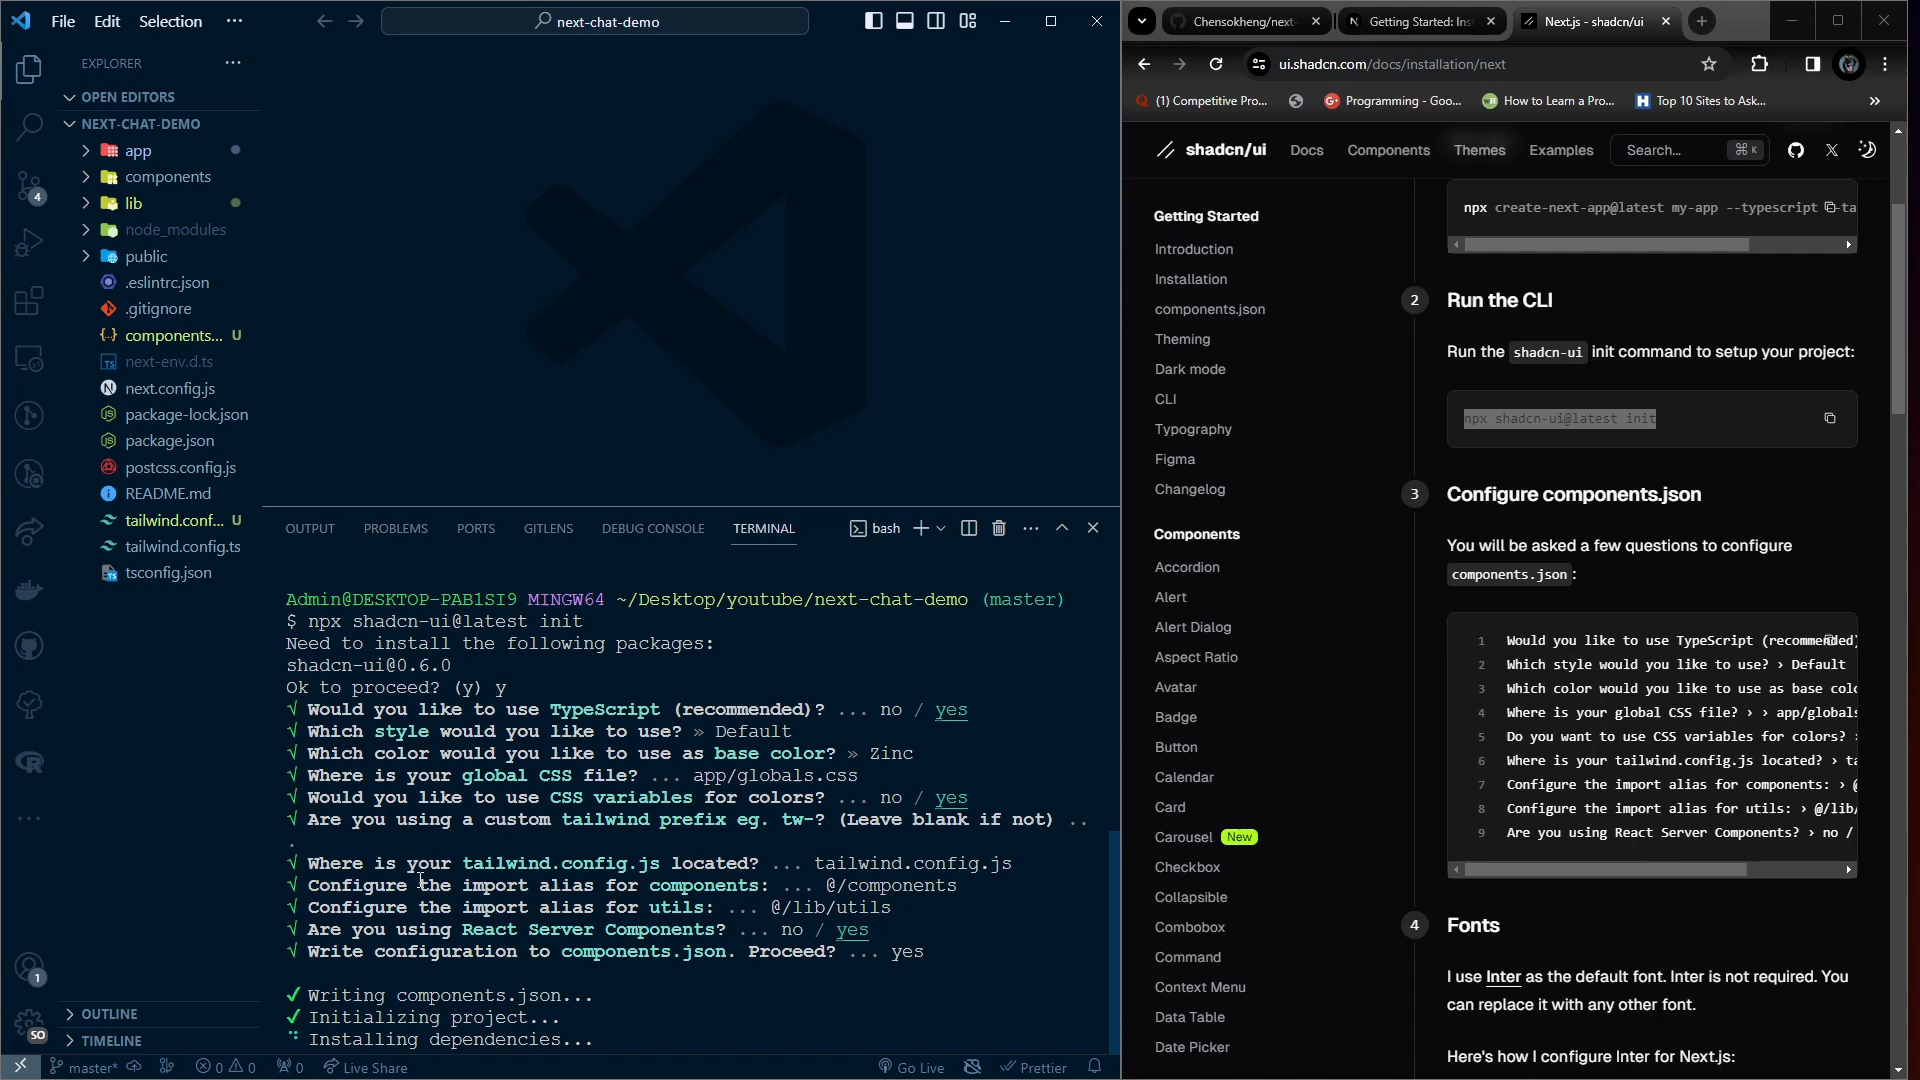 File Edit Selection ...
next-chat-demo
EXPLORER
OPEN EDITORS
NEXT-CHAT-DEMO
app
components
lib
node_modules
public
.eslintrc.json
.gitignore
components... U
next-env.d.ts
next.config.js
package-lock.json
package.json
postcss.config.js
README.md
tailwind.conf... U
tailwind.config.ts
tsconfig.json
4
1
SO
OUTLINE
TIMELINE
OUTPUT PROBLEMS PORTS GITLENS DEBUG CONSOLE TERMINAL bash
Admin@DESKTOP-PAB1SI9 MINGW64 ~/Desktop/youtube/next-chat-demo (master)
$ npx shadcn-ui@latest init
Need to install the following packages:
shadcn-ui@0.6.0
Ok to proceed? (y) y
√ Would you like to use TypeScript (recommended)? ... no / yes
√ Which style would you like to use? » Default
√ Which color would you like to use as base color? » Zinc
√ Where is your global CSS file? ... app/globals.css
√ Would you like to use CSS variables for colors? ... no / yes
√ Are you using a custom tailwind prefix eg. tw-? (Leave blank if not) ..
.
√ Where is your tailwind.config.js located? ... tailwind.config.js
√ Configure the import alias for components: ... @/components
√ Configure the import alias for utils: ... @/lib/utils
√ Are you using React Server Components? ... no / yes
√ Write configuration to components.json. Proceed? ... yes
✓ Writing components.json...
✓ Initializing project...
Installing dependencies...
master* 0 0 0 Live Share Go Live Prettier
Chensokheng/next- Getting Started: Ins Next.js - shadcn/ui
ui.shadcn.com/docs/installation/next
(1) Competitive Pro... Programming - Goo... How to Learn a Pro... Top 10 Sites to Ask...
shadcn/ui Docs Components Themes Examples Search... ⌘ K
Getting Started
Introduction
Installation
components.json
Theming
Dark mode
CLI
Typography
Figma
Changelog
Components
Accordion
Alert
Alert Dialog
Aspect Ratio
Avatar
Badge
Button
Calendar
Card
Carousel New
Checkbox
Collapsible
Combobox
Command
Context Menu
Data Table
Date Picker
npx create-next-app@latest my-app --typescript --ta
2 Run the CLI
Run the shadcn-ui init command to setup your project:
npx shadcn-ui@latest init
3 Configure components.json
You will be asked a few questions to configure
components.json :
1 Would you like to use TypeScript (recommended)
2 Which style would you like to use? › Default
3 Which color would you like to use as base colo
4 Where is your global CSS file? › › app/globals
5 Do you want to use CSS variables for colors? ›
6 Where is your tailwind.config.js located? › ta
7 Configure the import alias for components: › @
8 Configure the import alias for utils: › @/lib/
9 Are you using React Server Components? › no /
4 Fonts
I use Inter as the default font. Inter is not required. You
can replace it with any other font.
Here's how I configure Inter for Next.js: